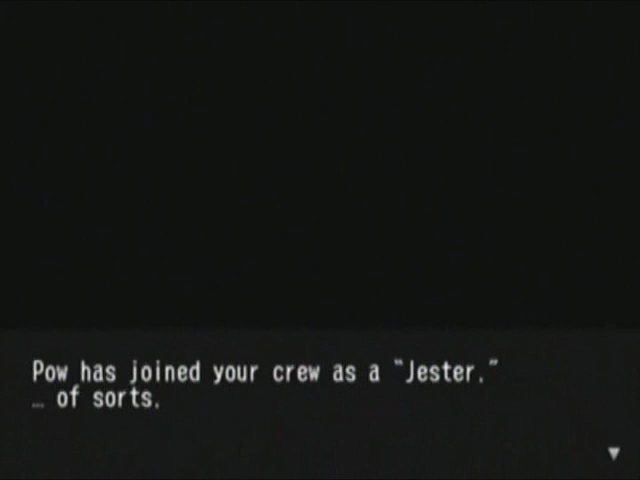 Pow has joined your crew as a “Jester.”
… of sorts.